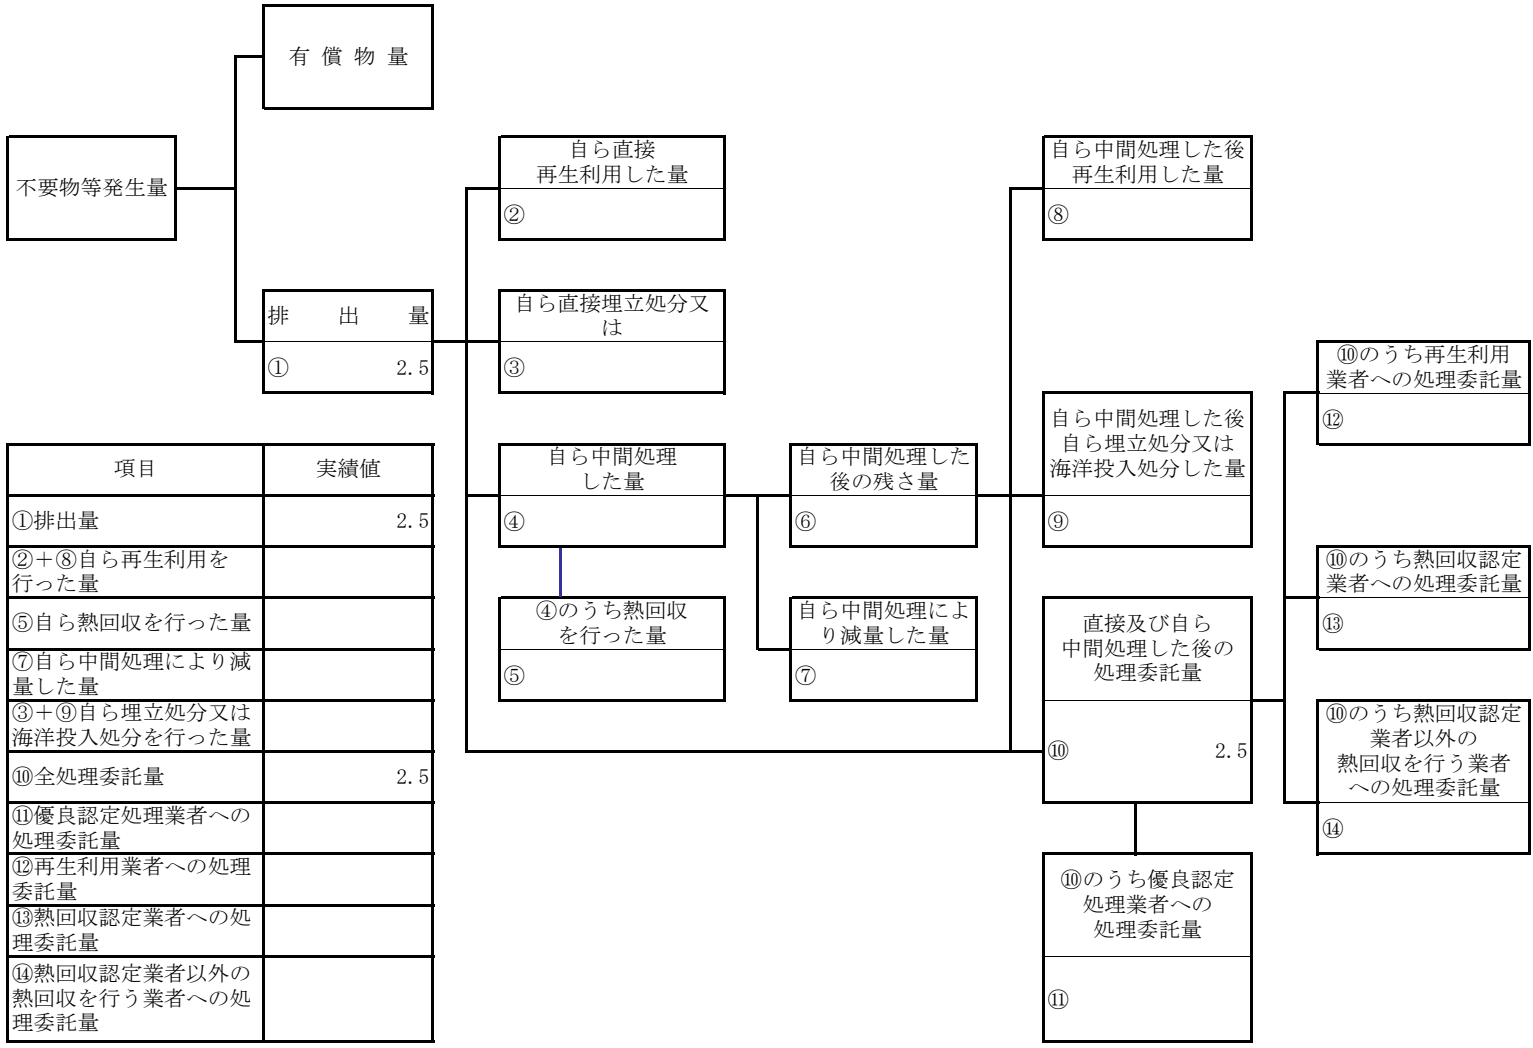 有 償 物 量
不要物等発生量
排 出 量
① 2.5
自ら直接
再生利用した量
②
自ら直接埋立処分又
は
③
自ら中間処理
した量
④
④のうち熱回収
を行った量
⑤
自ら中間処理した
後の残さ量
⑥
自ら中間処理によ
り減量した量
⑦
自ら中間処理した後
再生利用した量
⑧
自ら中間処理した後
自ら埋立処分又は
海洋投入処分した量
⑨
直接及び自ら
中間処理した後の
処理委託量
⑩ 2.5
⑩のうち優良認定
処理業者への
処理委託量
⑪
⑩のうち再生利用
業者への処理委託量
⑫
⑩のうち熱回収認定
業者への処理委託量
⑬
⑩のうち熱回収認定
業者以外の
熱回収を行う業者
への処理委託量
⑭
項目 実績値
①排出量 2.5
②＋⑧自ら再生利用を
行った量
⑤自ら熱回収を行った量
⑦自ら中間処理により減
量した量
③＋⑨自ら埋立処分又は
海洋投入処分を行った量
⑩全処理委託量 2.5
⑪優良認定処理業者への
処理委託量
⑫再生利用業者への処理
委託量
⑬熱回収認定業者への処
理委託量
⑭熱回収認定業者以外の
熱回収を行う業者への処
理委託量